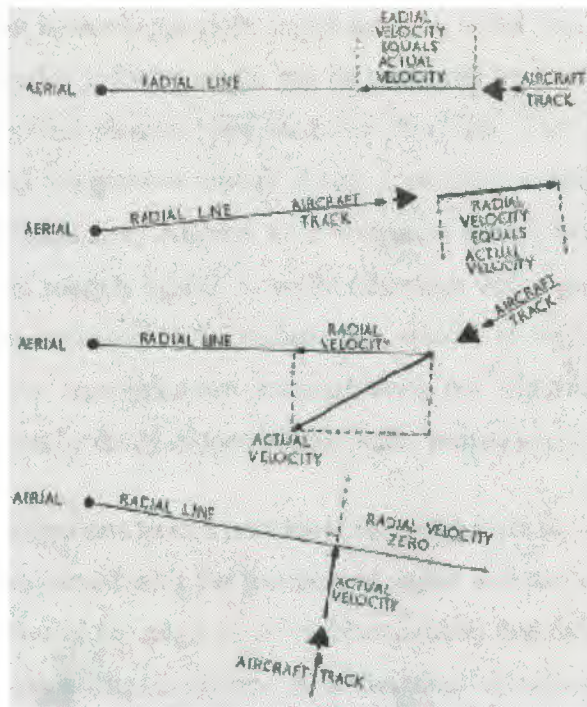 EADIAL
VELOCITY
EQUALS
ACTUAL
VELOCITY
AERIAL
RADIAL LINE
AIRCRAFT
TRACK
AERIAL
RADIAL LINE
AIRCRAFT
TRACK
RADIAL
VELOCITY
EQUALS
ACTUAL
VELOCITY
AIRCRAFT
TRACK
AERIAL
RADIAL LINE
RADIAL
VELOCITY
ACTUAL
VELOCITY
AERIAL
RADIAL LINE
RADIAL VELOCITY
ZERO
ACTUAL
VELOCITY
AIRCRAFT TRACK